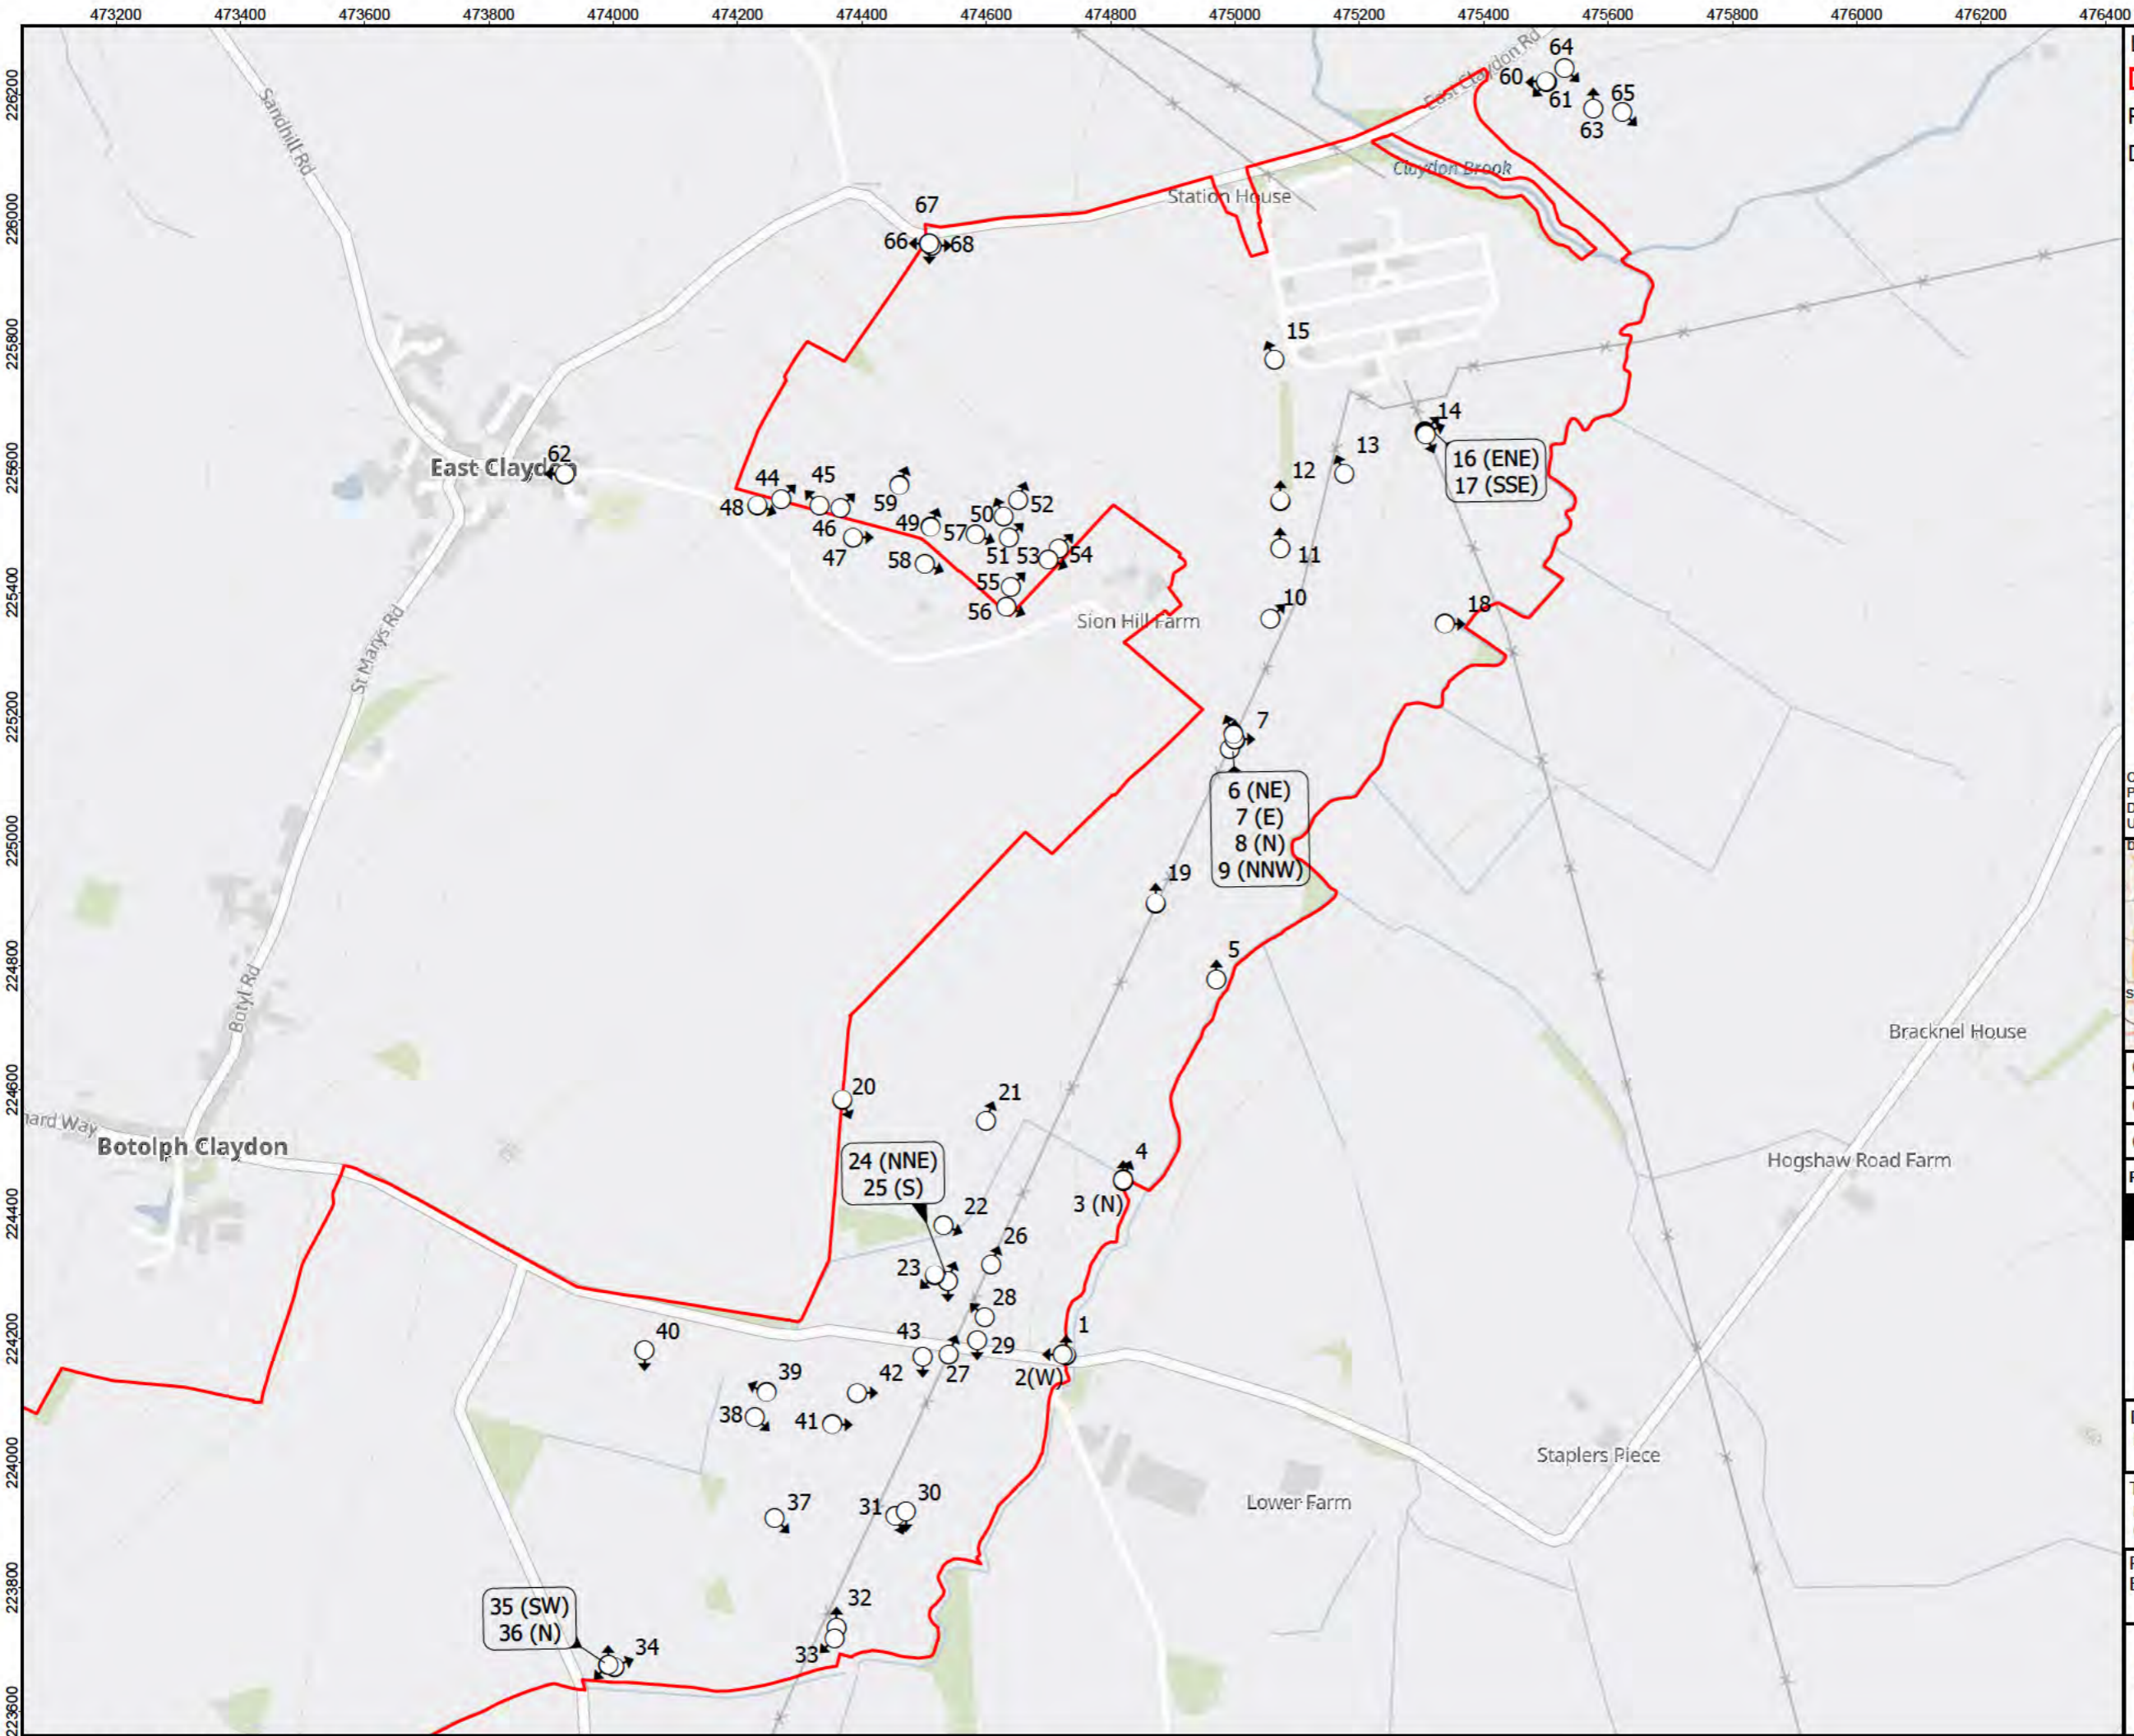 473200 473400 473600 473800 474000 474200 474400 474600 474800 475000 475200 475400 475600 475800 476000 476200 476400
226200
226000
225800
225600
225400
225200
225000
224800
224600
224400
224200
224000
223800
223600
Sandhill Rd
East Claydon Rd
64
60
61
63
65
Claydon Brook
Station House
67
66
68
15
14
16 (ENE)
17 (SSE)
13
12
62
East Claydon
44
45
48
46
47
59
49
50
52
57
51
53
54
58
55
56
11
10
18
Sion Hill Farm
St Marys Rd
7
6 (NE)
7 (E)
8 (N)
9 (NNW)
19
5
Botyl Rd
Bracknel House
20
21
ard Way
Botolph Claydon
24 (NNE)
25 (S)
4
3 (N)
Hogshaw Road Farm
22
26
23
28
1
40
43
29
27
2(W)
39
42
38
41
Staplers Piece
37
31
30
Lower Farm
35 (SW)
36 (N)
32
34
33